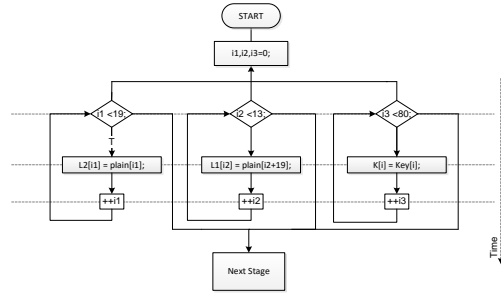 START
i1,i2,i3=0;
i1 <19;
i2 <13;
i3 <80;
T
L2[i1] = plain[i1];
L1[i2] = plain[i2+19];
K[i] = Key[i];
++i1
++i2
++i3
Next Stage
Time